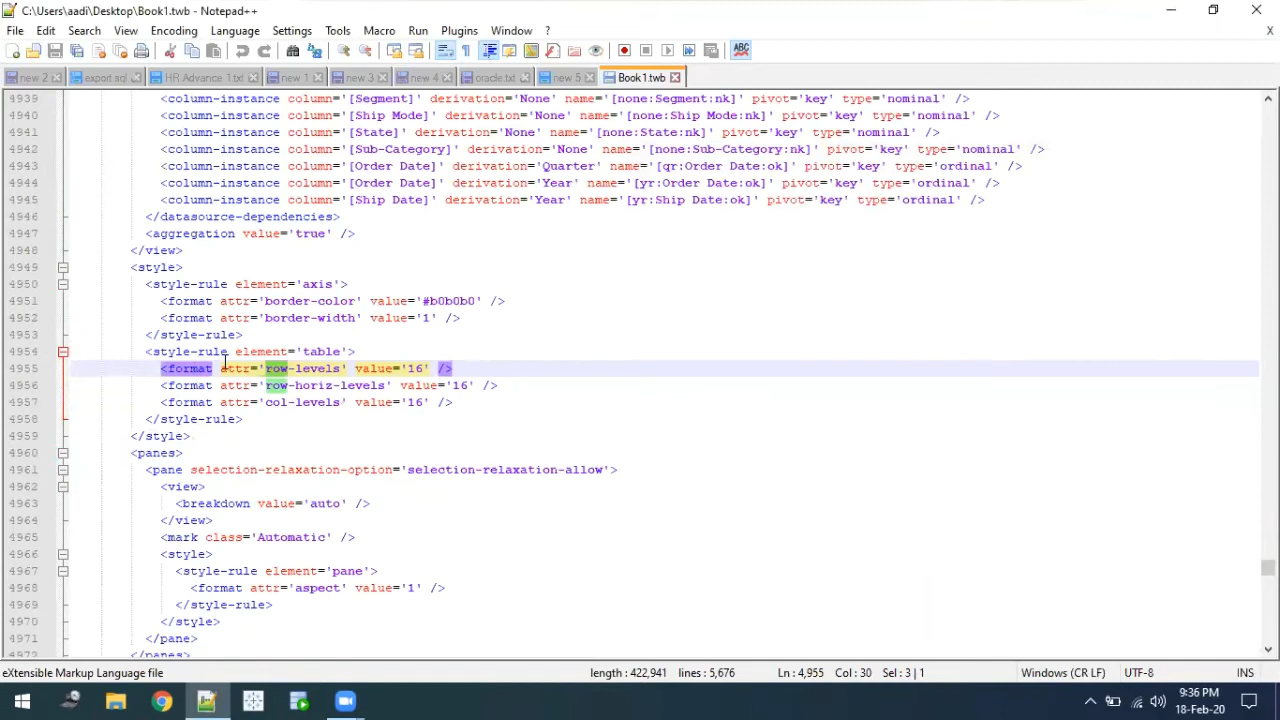 C:\Users\aadi\Desktop\Book1.twb - Notepad++
File Edit Search View Encoding Language Settings Tools Macro Run Plugins Window ? X
new 2 export.sql HR Advance 1.txt new 1 new 3 new 4 oracle.txt new 5 Book1.twb
4939 <column-instance column='[Segment]' derivation='None' name='[none:Segment:nk]' pivot='key' type='nominal' />
4940 <column-instance column='[Ship Mode]' derivation='None' name='[none:Ship Mode:nk]' pivot='key' type='nominal' />
4941 <column-instance column='[State]' derivation='None' name='[none:State:nk]' pivot='key' type='nominal' />
4942 <column-instance column='[Sub-Category]' derivation='None' name='[none:Sub-Category:nk]' pivot='key' type='nominal' />
4943 <column-instance column='[Order Date]' derivation='Quarter' name='[qr:Order Date:ok]' pivot='key' type='ordinal' />
4944 <column-instance column='[Order Date]' derivation='Year' name='[yr:Order Date:ok]' pivot='key' type='ordinal' />
4945 <column-instance column='[Ship Date]' derivation='Year' name='[yr:Ship Date:ok]' pivot='key' type='ordinal' />
4946 </datasource-dependencies>
4947 <aggregation value='true' />
4948 </view>
4949 <style>
4950 <style-rule element='axis'>
4951 <format attr='border-color' value='#b0b0b0' />
4952 <format attr='border-width' value='1' />
4953 </style-rule>
4954 <style-rule element='table'>
4955 <format attr='row-levels' value='16' />
4956 <format attr='row-horiz-levels' value='16' />
4957 <format attr='col-levels' value='16' />
4958 </style-rule>
4959 </style>
4960 <panes>
4961 <pane selection-relaxation-option='selection-relaxation-allow'>
4962 <view>
4963 <breakdown value='auto' />
4964 </view>
4965 <mark class='Automatic' />
4966 <style>
4967 <style-rule element='pane'>
4968 <format attr='aspect' value='1' />
4969 </style-rule>
4970 </style>
4971 </pane>
4972 </panes>
eXtensible Markup Language file length : 422,941 lines : 5,676 Ln : 4,955 Col : 30 Sel : 3 | 1 Windows (CR LF) UTF-8 INS
9:36 PM
18-Feb-20